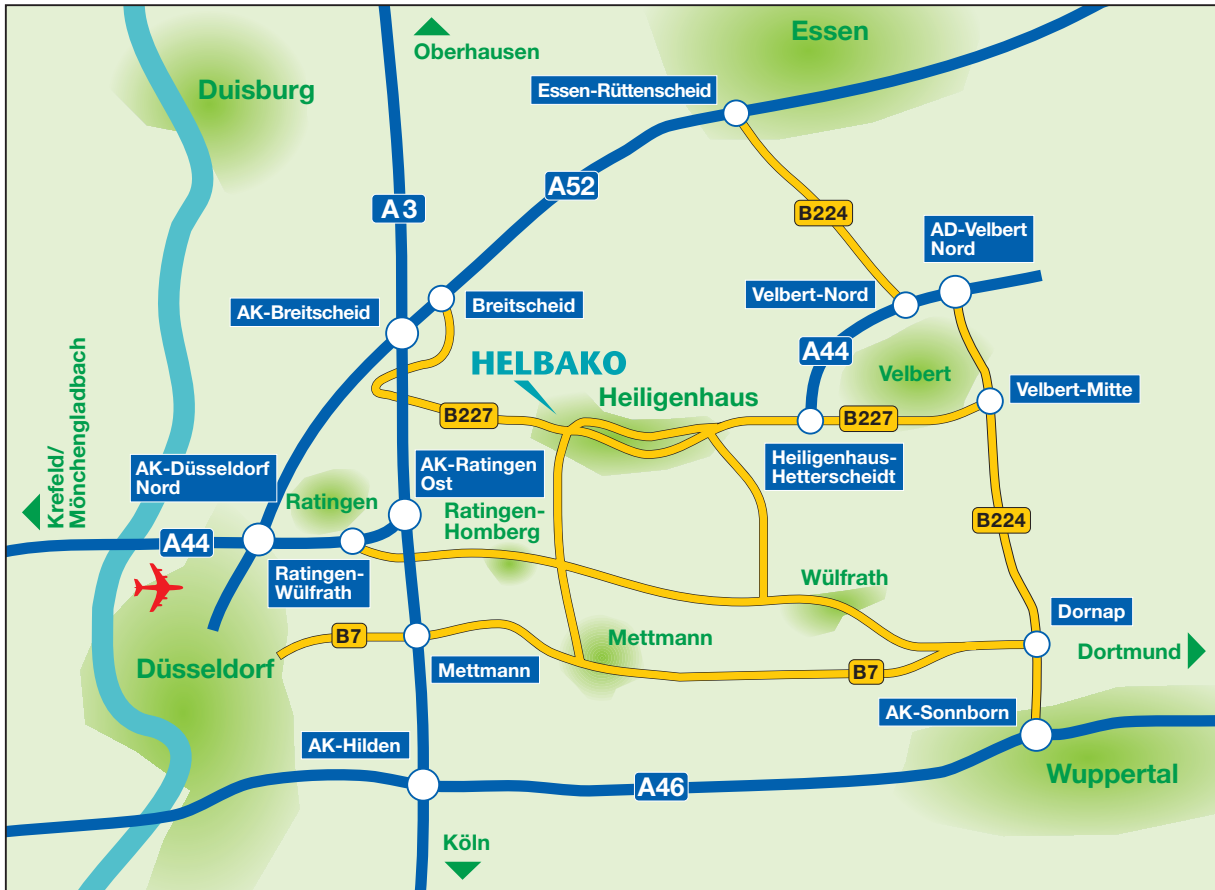 Essen
Oberhausen
Duisburg
Essen-Rüttenscheid
A52
A3
B224
AD-Velbert
Nord
Velbert-Nord
Breitscheid
AK-Breitscheid
A44
HELBAKO
Velbert
Heiligenhaus
Velbert-Mitte
B227
B227
Krefeld/
Mönchengladbach
AK-Düsseldorf
Nord
AK-Ratingen
Ost
Heiligenhaus-
Hetterscheidt
Ratingen
Ratingen-
Homberg
B224
A44
Ratingen-
Wülfrath
Wülfrath
Dornap
B7
Mettmann
Dortmund
Düsseldorf
Mettmann
B7
AK-Sonnborn
AK-Hilden
Wuppertal
A46
Köln